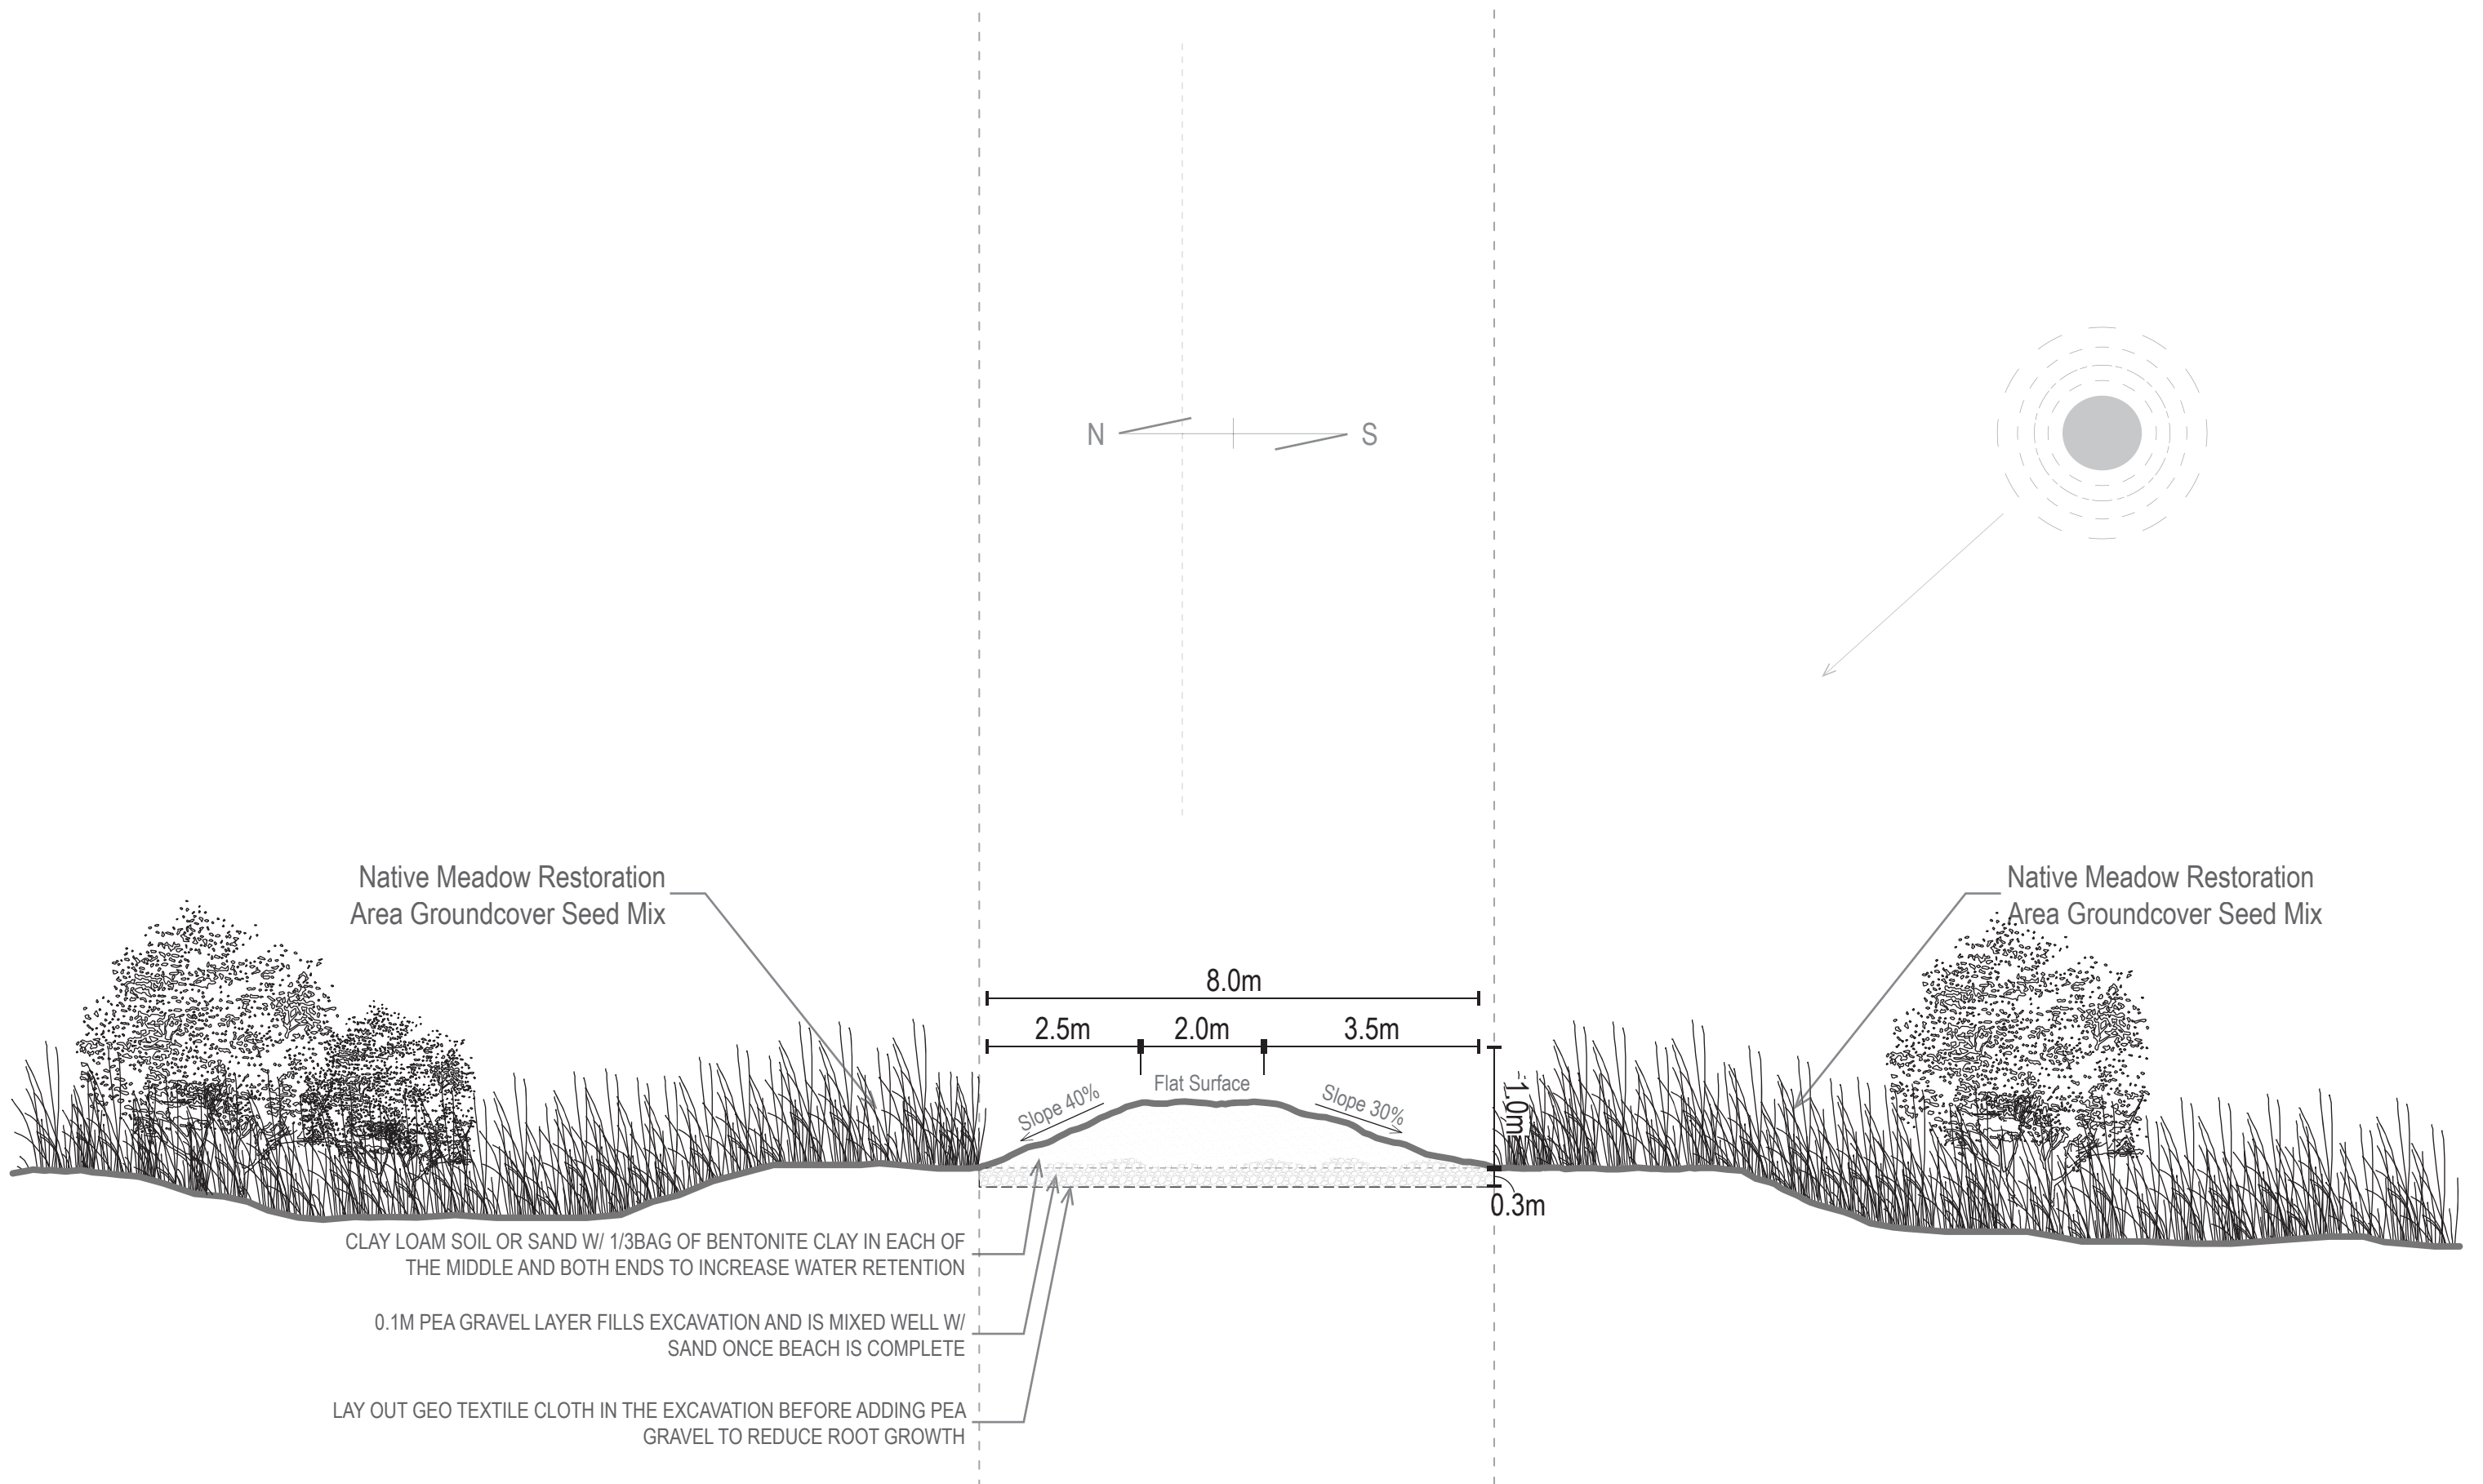 N
S
Native Meadow Restoration
Area Groundcover Seed Mix
Native Meadow Restoration
Area Groundcover Seed Mix
8.0m
2.5m
2.0m
3.5m
Slope 40%
Flat Surface
Slope 30%
1.0m
0.3m
CLAY LOAM SOIL OR SAND W/ 1/3BAG OF BENTONITE CLAY IN EACH OF
THE MIDDLE AND BOTH ENDS TO INCREASE WATER RETENTION
0.1M PEA GRAVEL LAYER FILLS EXCAVATION AND IS MIXED WELL W/
SAND ONCE BEACH IS COMPLETE
LAY OUT GEO TEXTILE CLOTH IN THE EXCAVATION BEFORE ADDING PEA
GRAVEL TO REDUCE ROOT GROWTH